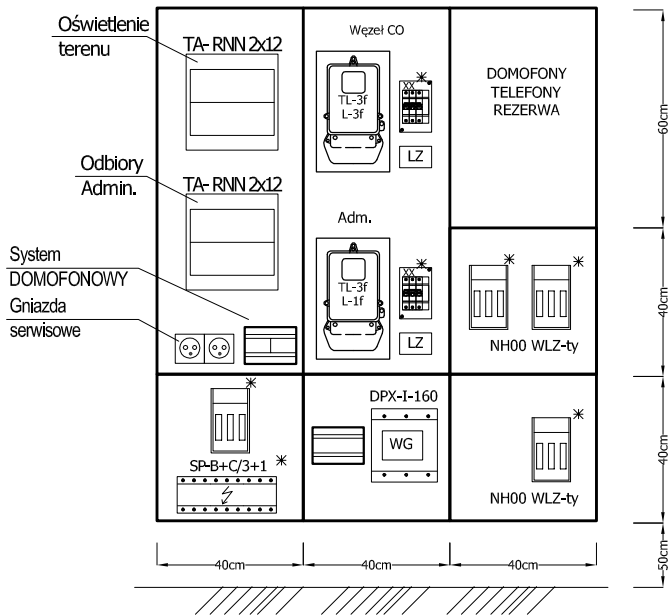 Oświetlenie
terenu
TA- RNN 2x12
Odbiory
Admin.
TA- RNN 2x12
System
DOMOFONOWY
Gniazda
serwisowe
Węzeł CO
TL-3f
L-3f
XX
*
LZ
Adm.
TL-3f
L-1f
XX
*
LZ
DOMOFONY
TELEFONY
REZERWA
*
*
NH00 WLZ-ty
*
SP-B+C/3+1 *
DPX-I-160
WG
*
NH00 WLZ-ty
60cm
40cm
40cm
50cm
40cm
40cm
40cm